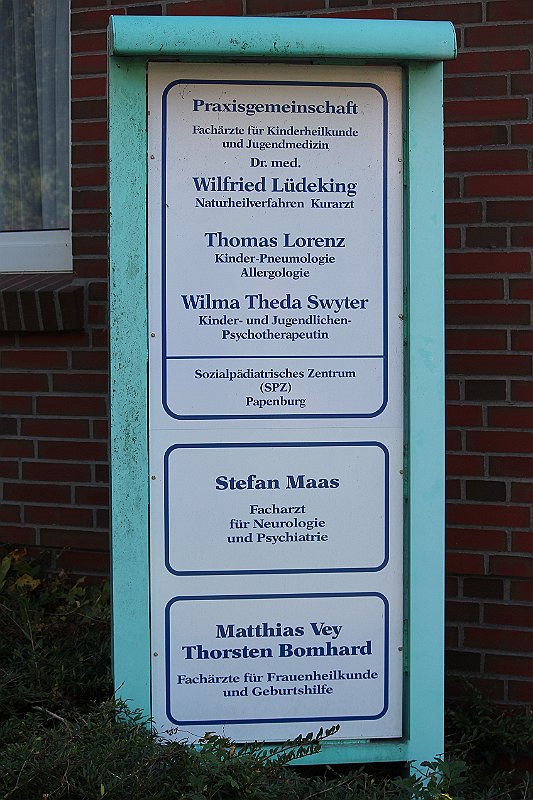 Praxisgemeinschaft
Fachärzte für Kinderheilkunde
und Jugendmedizin
Dr. med.
Wilfried Lüdeking
Naturheilverfahren Kurarzt
Thomas Lorenz
Kinder-Pneumologie
Allergologie
Wilma Theda Swyter
Kinder- und Jugendlichen-
Psychotherapeutin
Sozialpädiatrisches Zentrum
(SPZ)
Papenburg
Stefan Maas
Facharzt
für Neurologie
und Psychiatrie
Matthias Vey
Thorsten Bomhard
Fachärzte für Frauenheilkunde
und Geburtshilfe